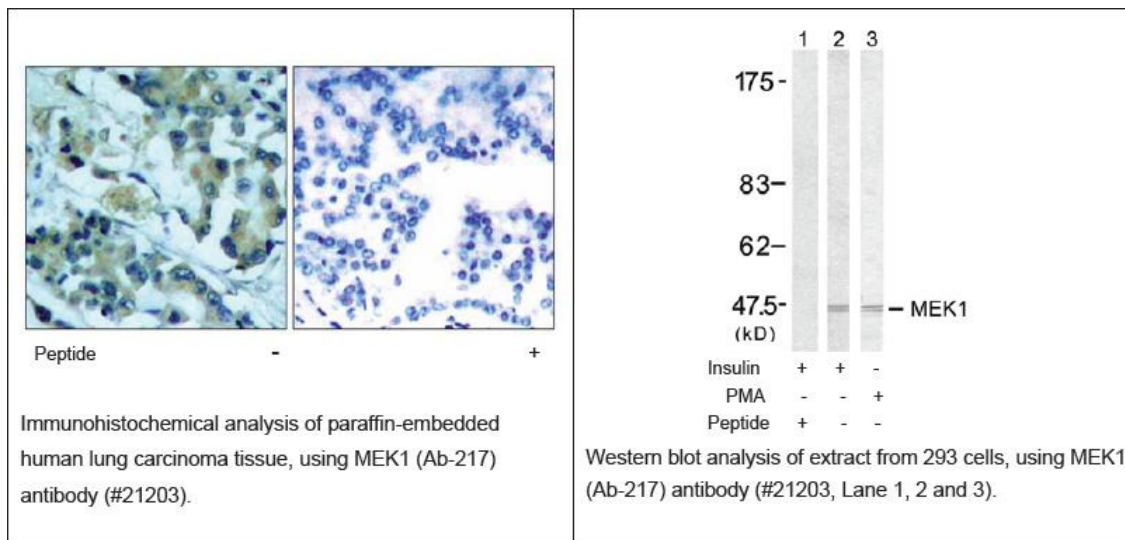 Peptide - +
Immunohistochemical analysis of paraffin-embedded
human lung carcinoma tissue, using MEK1 (Ab-217)
antibody (#21203).
1 2 3
175-
83-
62-
47.5- - MEK1
(kD)
Insulin + + -
PMA - - +
Peptide + - -
Western blot analysis of extract from 293 cells, using MEK1
(Ab-217) antibody (#21203, Lane 1, 2 and 3).